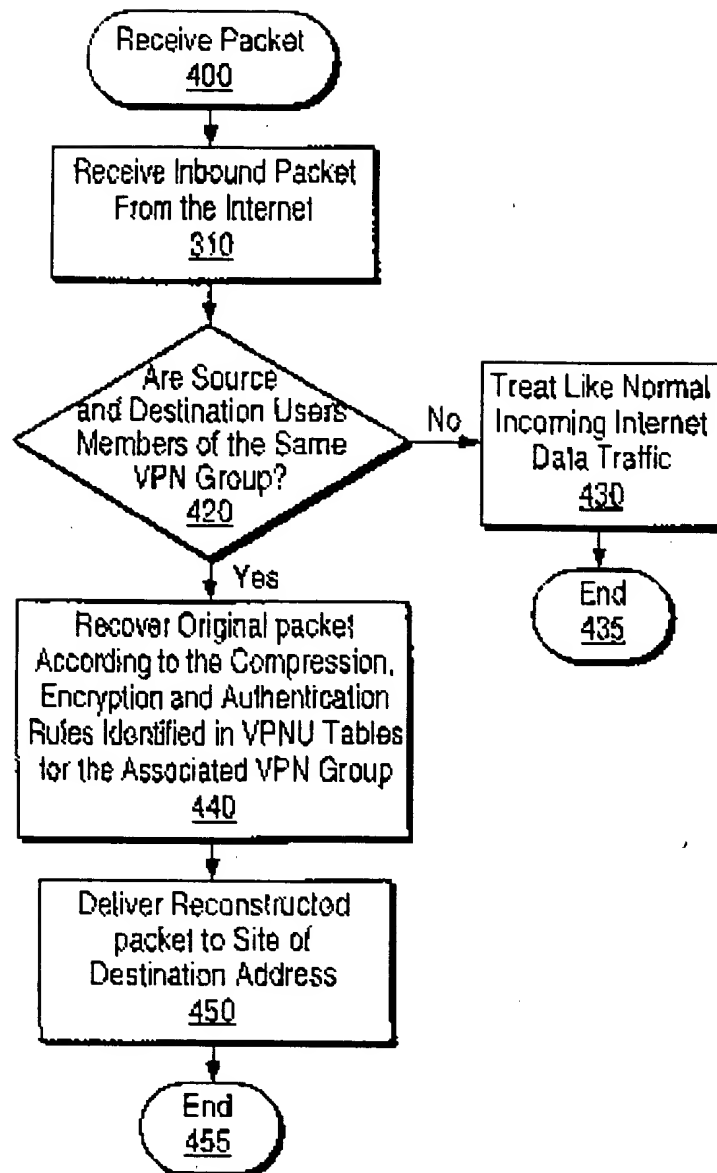 Receive Packet
400
Receive Inbound Packet
From the Internet
310
Are Source
and Destination Users
Members of the Same
VPN Group?
420
No
Treat Like Normal
Incoming Internet
Data Traffic
430
End
435
Yes
Recover Original packet
According to the Compression,
Encryption and Authentication
Rules Identified in VPNU Tables
for the Associated VPN Group
440
Deliver Reconstructed
packet to Site of
Destination Address
450
End
455